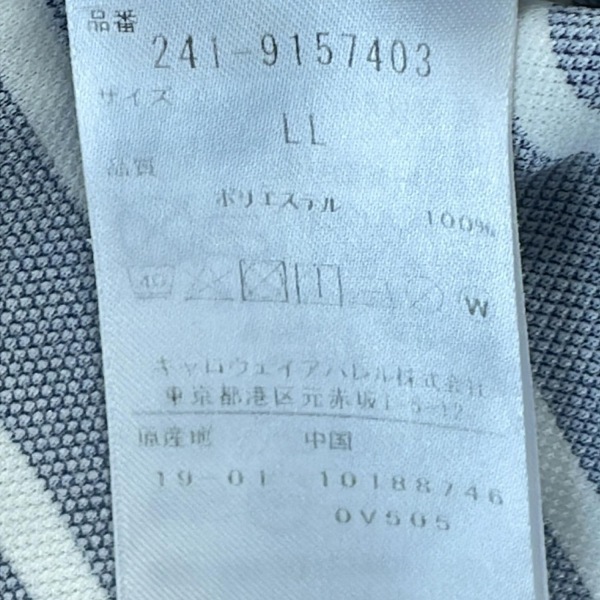 品番
241-9157403
サイズ
LL
品質
ポリエステル 100%
40 W
キャロウェイアパレル株式会社
東京都港区元赤坂1-5-12
原産地 中国
19-01 10188746
0V505